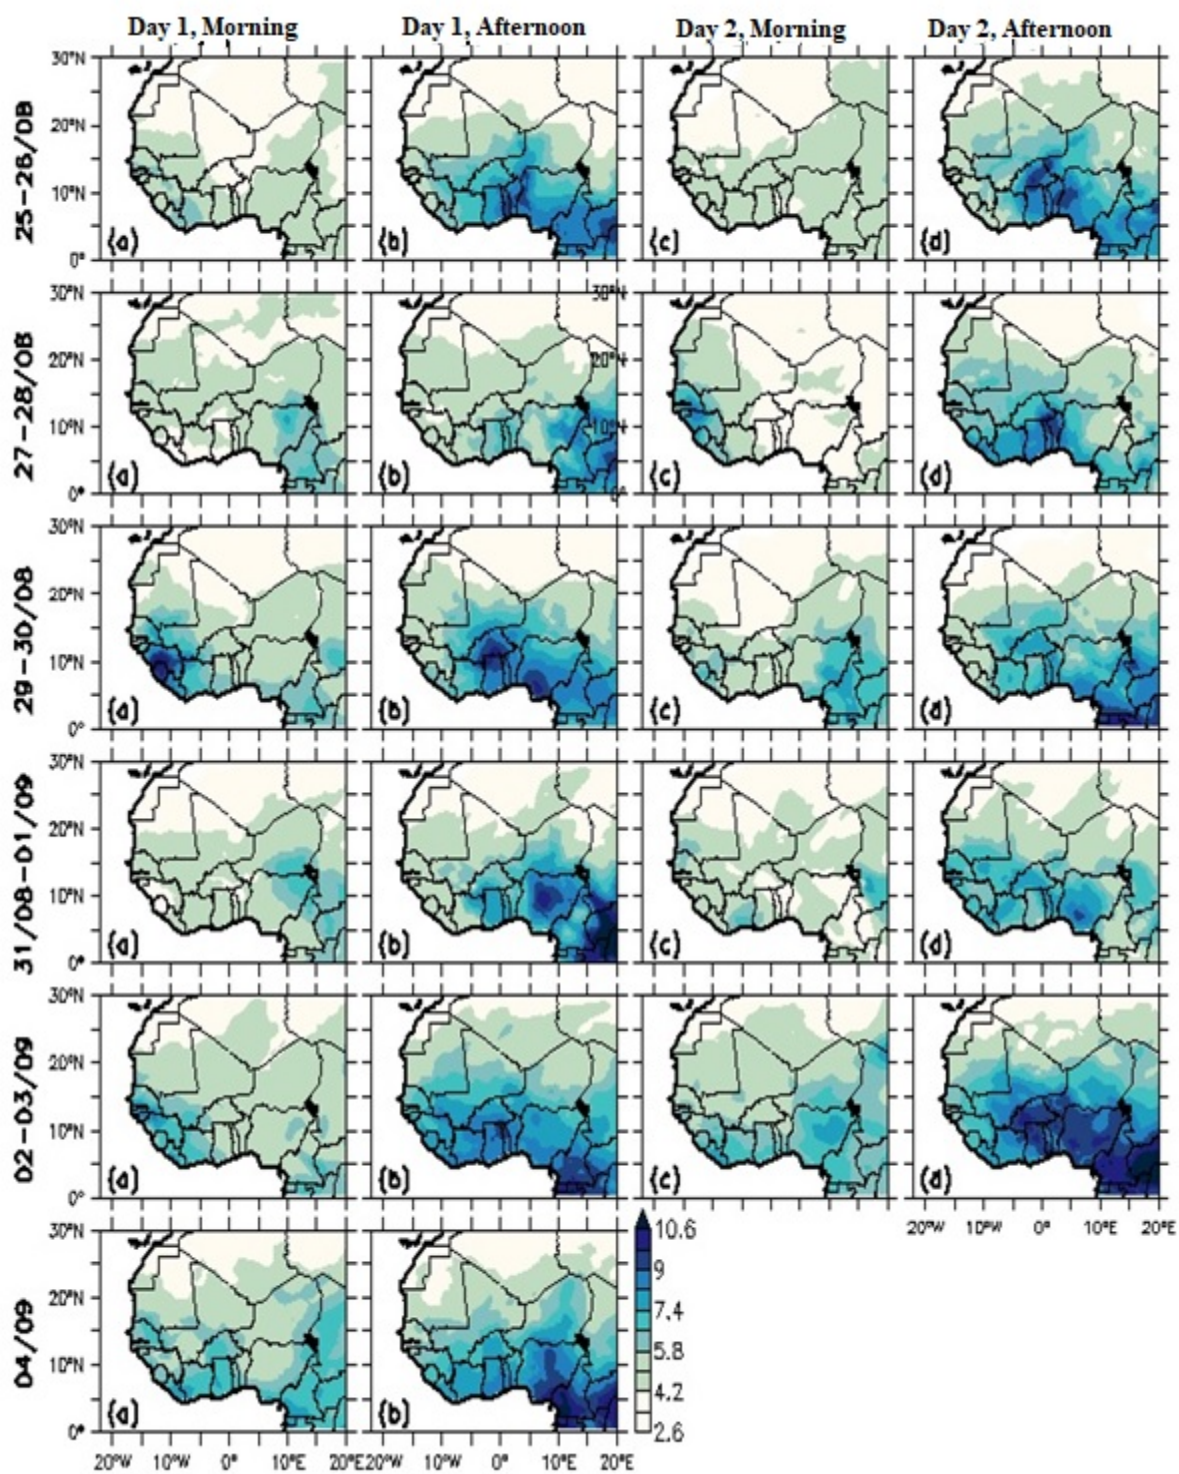 Day 1, Morning Day 1, Afternoon Day 2, Morning Day 2, Afternoon
25-26/08
30°N
20°N
10°N
0°
(a) (b) (c) (d)
27-28/08
30°N 30°N
20°N 20°N
10°N 10°N
0° 0°
(a) (b) (c) (d)
29-30/08
30°N
20°N
10°N
0°
(a) (b) (c) (d)
31/08-01/09
30°N
20°N
10°N
0°
(a) (b) (c) (d)
02-03/09
30°N
20°N
10°N
0°
(a) (b) (c) (d)
20°W 10°W 0° 10°E 20°E
04/09
30°N
20°N
10°N
0°
(a) (b)
10.6
9
7.4
5.8
4.2
2.6
20°W 10°W 0° 10°E 20°E 20°W 10°W 0° 10°E 20°E